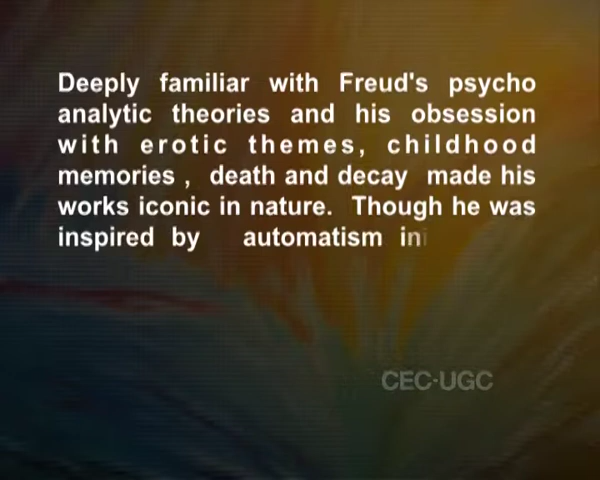 Deeply familiar with Freud's psycho
analytic theories and his obsession
with erotic themes, childhood
memories , death and decay made his
works iconic in nature. Though he was
inspired by automatism in
CEC-UGC